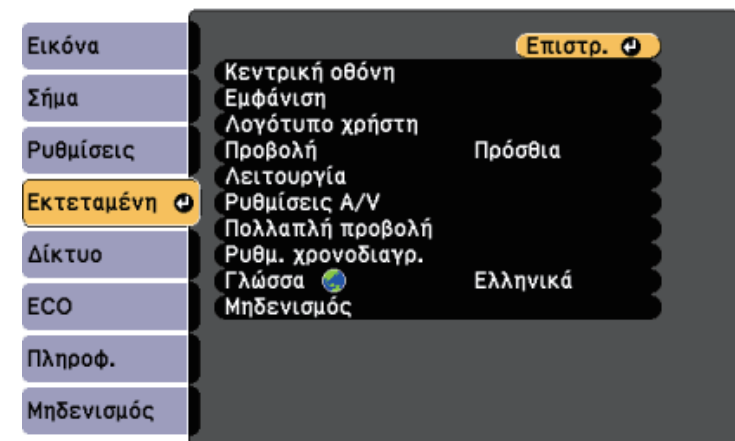 Εικόνα
Σήμα
Ρυθμίσεις
Εκτεταμένη
Δίκτυο
ECO
Πληροφ.
Μηδενισμός
Επιστρ.
Κεντρική οθόνη
Εμφάνιση
Λογότυπο χρήστη
Προβολή Πρόσθια
Λειτουργία
Ρυθμίσεις A/V
Πολλαπλή προβολή
Ρυθμ. χρονοδιαγρ.
Γλώσσα Ελληνικά
Μηδενισμός